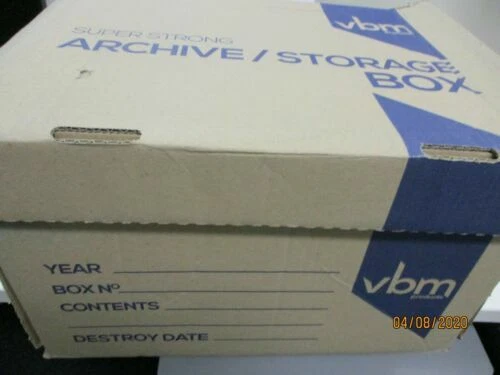 vbm
SUPER STRONG
ARCHIVE / STORAGE
BOX
YEAR
BOX Nº
CONTENTS
DESTROY DATE
vbm
products
04/08/2020